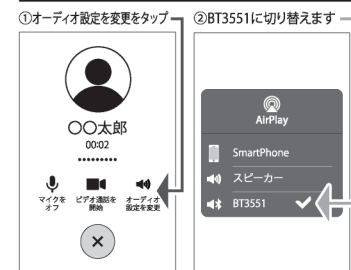 ①オーディオ設定を変更をタップ
〇〇太郎
00:02
マイクを
オフ
ビデオ通話を
開始
オーディオ
設定を変更
②BT3551に切り替えます
AirPlay
SmartPhone
スピーカー
BT3551